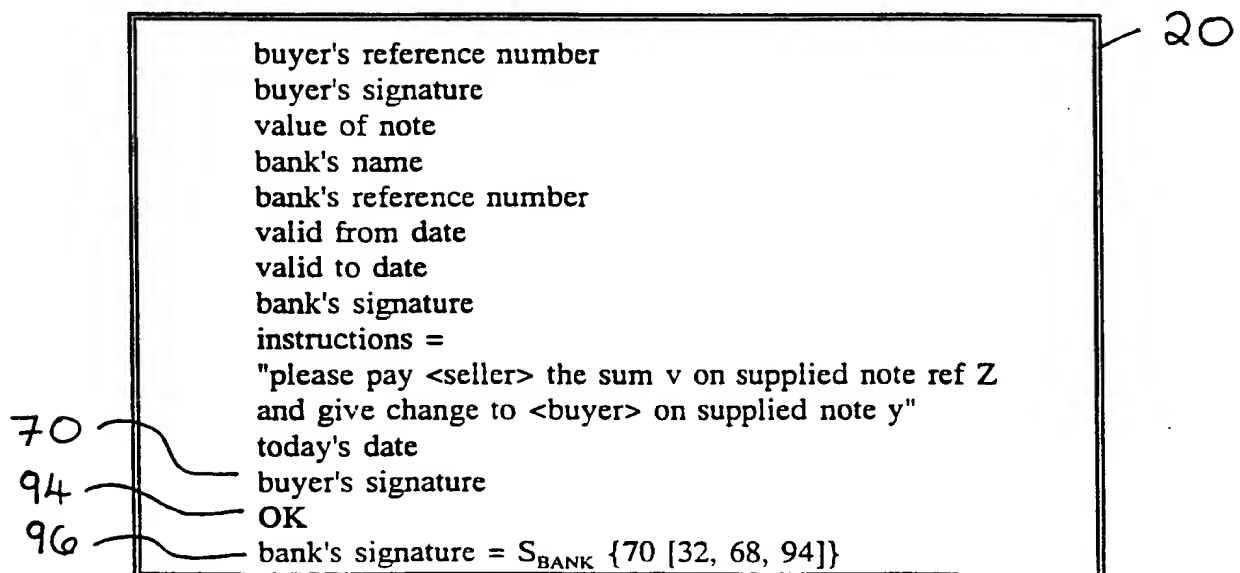 20
buyer's reference number
buyer's signature
value of note
bank's name
bank's reference number
valid from date
valid to date
bank's signature
instructions =
"please pay <seller> the sum v on supplied note ref Z
and give change to <buyer> on supplied note y"
70
today's date
buyer's signature
94
OK
96
bank's signature = S_BANK {70 [32, 68, 94]}